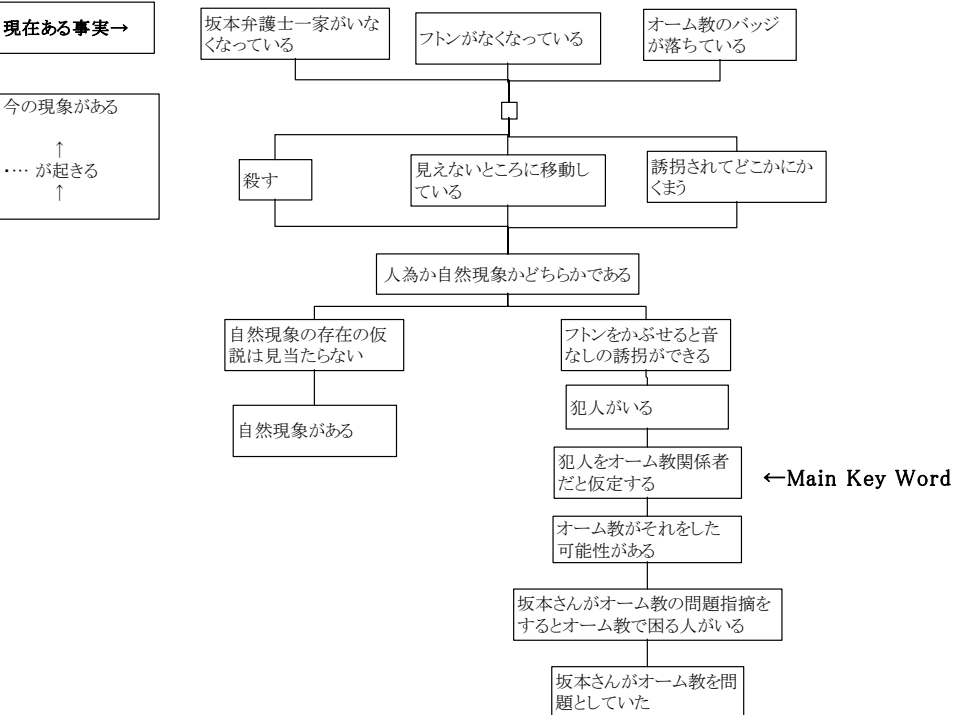 現在ある事実→
坂本弁護士一家がいな
くなっている
フトンがなくなっている
オーム教のバッジ
が落ちている
今の現象がある
↑
・… が起きる
↑
殺す
見えないところに移動し
ている
誘拐されてどこかにか
くまう
人為か自然現象かどちらかである
自然現象の存在の仮
説は見当たらない
フトンをかぶせると音
なしの誘拐ができる
自然現象がある
犯人がいる
犯人をオーム教関係者
だと仮定する
←Main Key Word
オーム教がそれをした
可能性がある
坂本さんがオーム教の問題指摘を
するとオーム教で困る人がいる
坂本さんがオーム教を問
題としていた